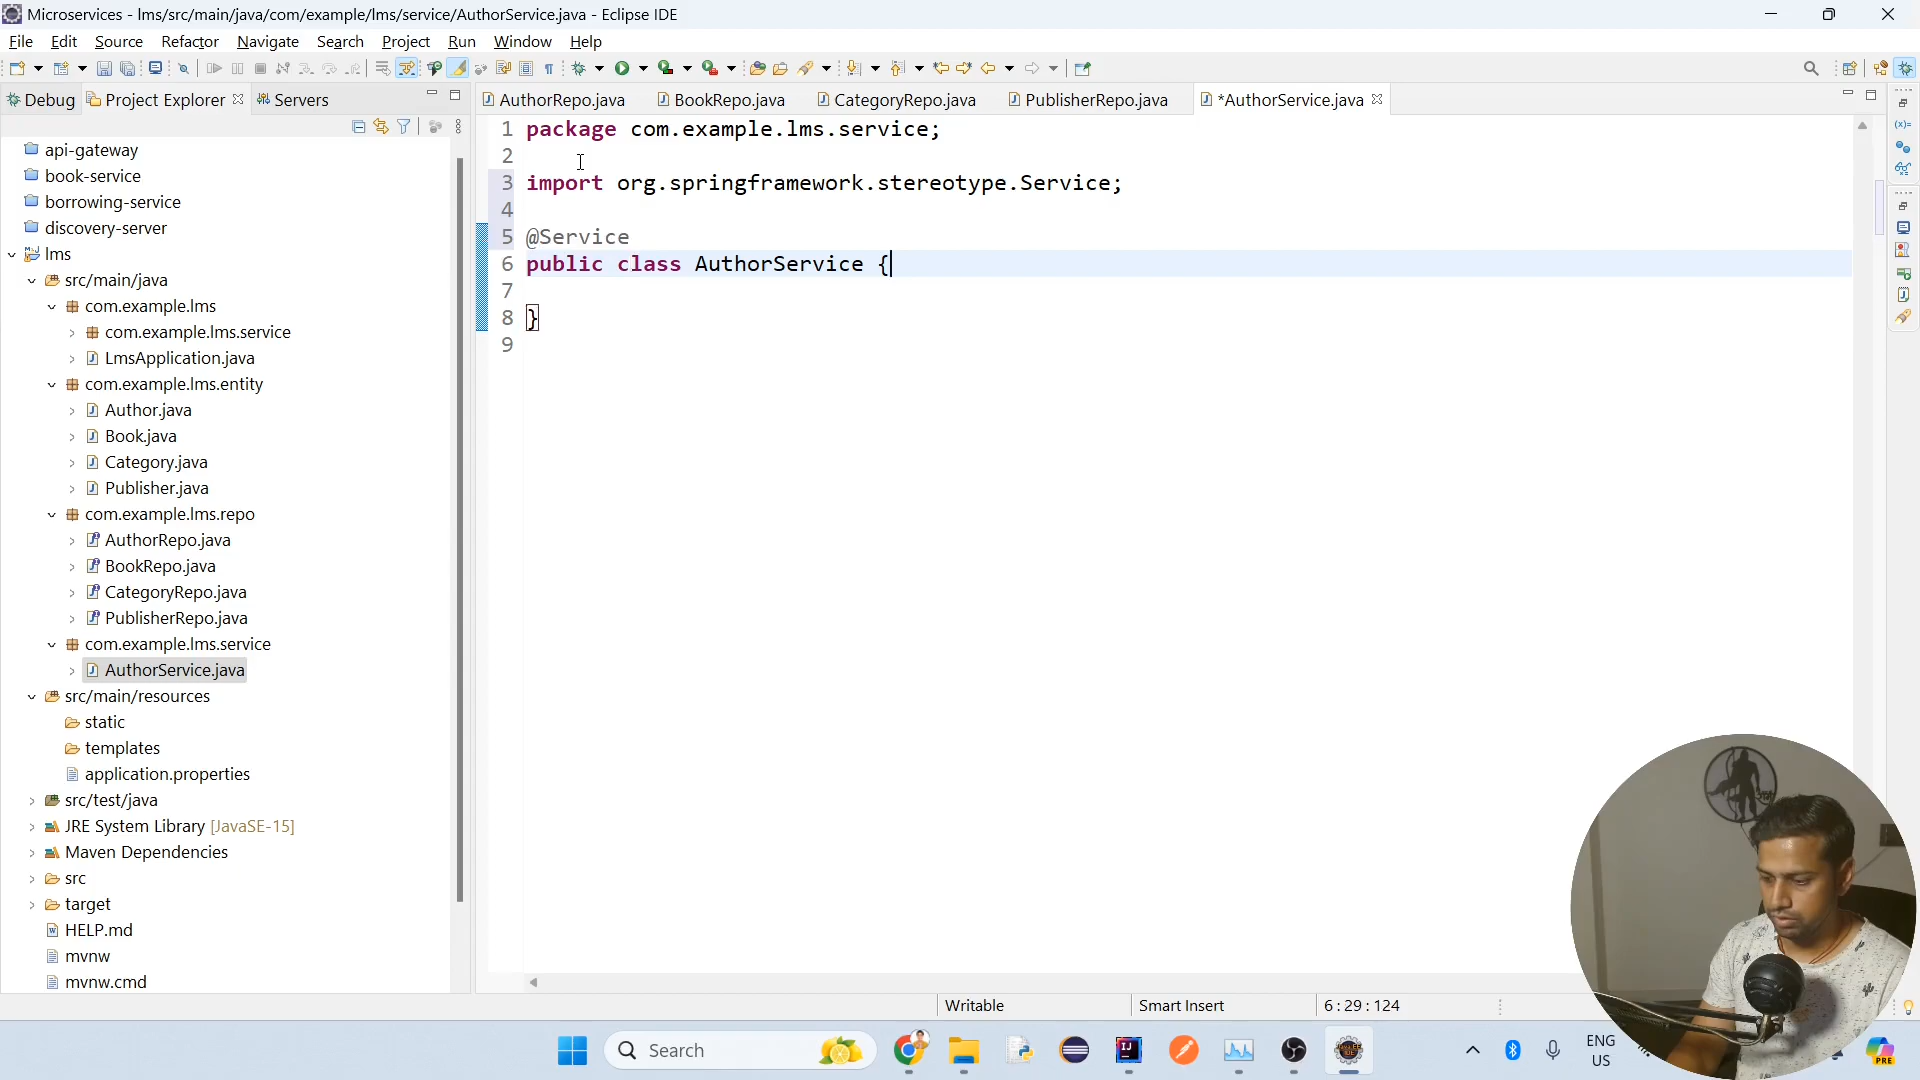 Microservices - lms/src/main/java/com/example/lms/service/AuthorService.java - Eclipse IDE
File Edit Source Refactor Navigate Search Project Run Window Help
Debug Project Explorer Servers
AuthorRepo.java BookRepo.java CategoryRepo.java PublisherRepo.java *AuthorService.java
api-gateway
book-service
borrowing-service
discovery-server
lms
src/main/java
com.example.lms
com.example.lms.service
LmsApplication.java
com.example.lms.entity
Author.java
Book.java
Category.java
Publisher.java
com.example.lms.repo
AuthorRepo.java
BookRepo.java
CategoryRepo.java
PublisherRepo.java
com.example.lms.service
AuthorService.java
src/main/resources
static
templates
application.properties
src/test/java
JRE System Library [JavaSE-15]
Maven Dependencies
src
target
HELP.md
mvnw
mvnw.cmd
1 package com.example.lms.service;
2
3 import org.springframework.stereotype.Service;
4
5 @Service
6 public class AuthorService {
7
8 }
9
Writable Smart Insert 6 : 29 : 124
Search
ENG
US
PRE